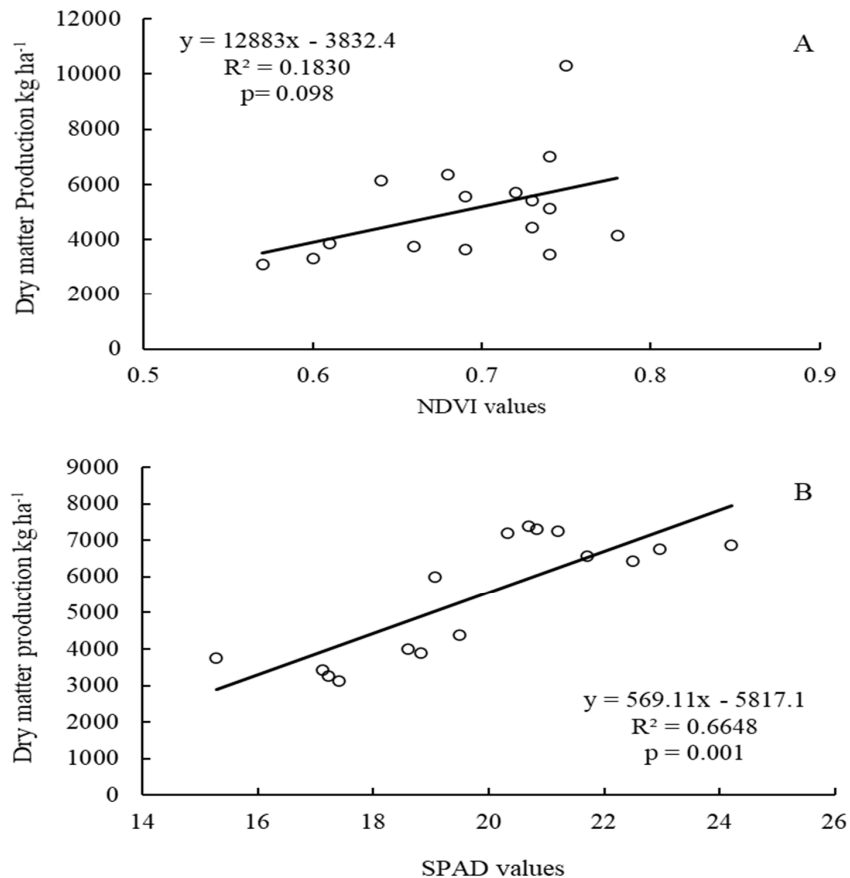 12000
10000
8000
6000
4000
2000
0
Dry matter Production kg ha⁻¹
y = 12883x - 3832.4
R² = 0.1830
p= 0.098
A
0.5 0.6 0.7 0.8 0.9
NDVI values
9000
8000
7000
6000
5000
4000
3000
2000
1000
0
Dry matter production kg ha⁻¹
B
y = 569.11x - 5817.1
R² = 0.6648
p = 0.001
14 16 18 20 22 24 26
SPAD values